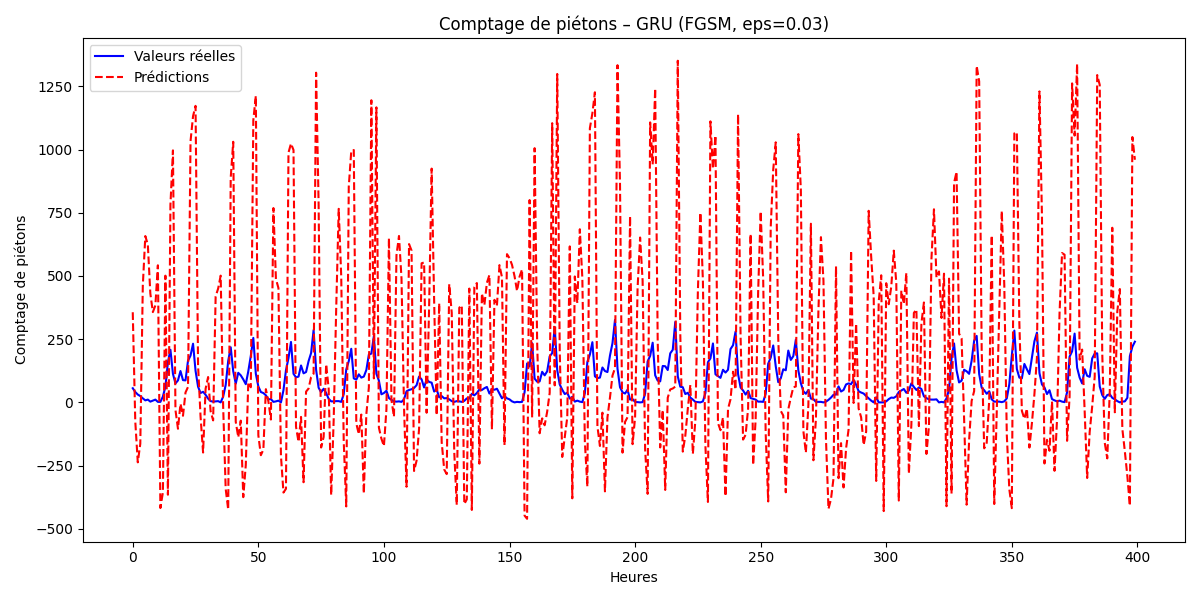 Comptage de piétons – GRU (FGSM, eps=0.03)
Valeurs réelles
Prédictions
Comptage de piétons
1250
1000
750
500
250
0
−250
−500
0 50 100 150 200 250 300 350 400
Heures